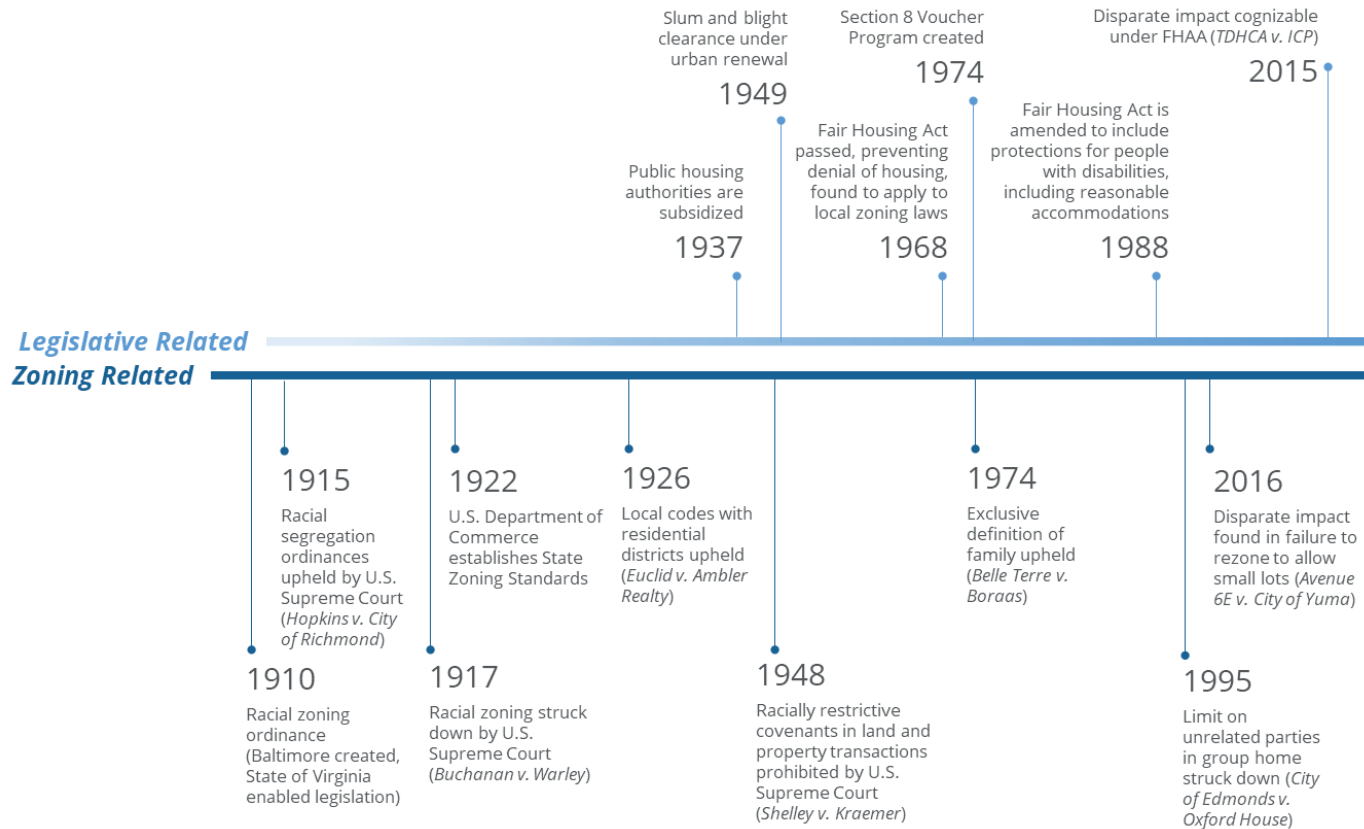 Slum and blight
clearance under
urban renewal
1949
Section 8 Voucher
Program created
1974
Disparate impact cognizable
under FHAA (TDHCA v. ICP)
2015
Public housing
authorities are
subsidized
1937
Fair Housing Act
passed, preventing
denial of housing,
found to apply to
local zoning laws
1968
Fair Housing Act is
amended to include
protections for people
with disabilities,
including reasonable
accommodations
1988
Legislative Related
Zoning Related
1915
Racial
segregation
ordinances
upheld by U.S.
Supreme Court
(Hopkins v. City
of Richmond)
1922
U.S. Department of
Commerce
establishes State
Zoning Standards
1926
Local codes with
residential
districts upheld
(Euclid v. Ambler
Realty)
1974
Exclusive
definition of
family upheld
(Belle Terre v.
Boraas)
2016
Disparate impact
found in failure to
rezone to allow
small lots (Avenue
6E v. City of Yuma)
1910
Racial zoning
ordinance
(Baltimore created,
State of Virginia
enabled legislation)
1917
Racial zoning struck
down by U.S.
Supreme Court
(Buchanan v. Warley)
1948
Racially restrictive
covenants in land and
property transactions
prohibited by U.S.
Supreme Court
(Shelley v. Kraemer)
1995
Limit on
unrelated parties
in group home
struck down (City
of Edmonds v.
Oxford House)